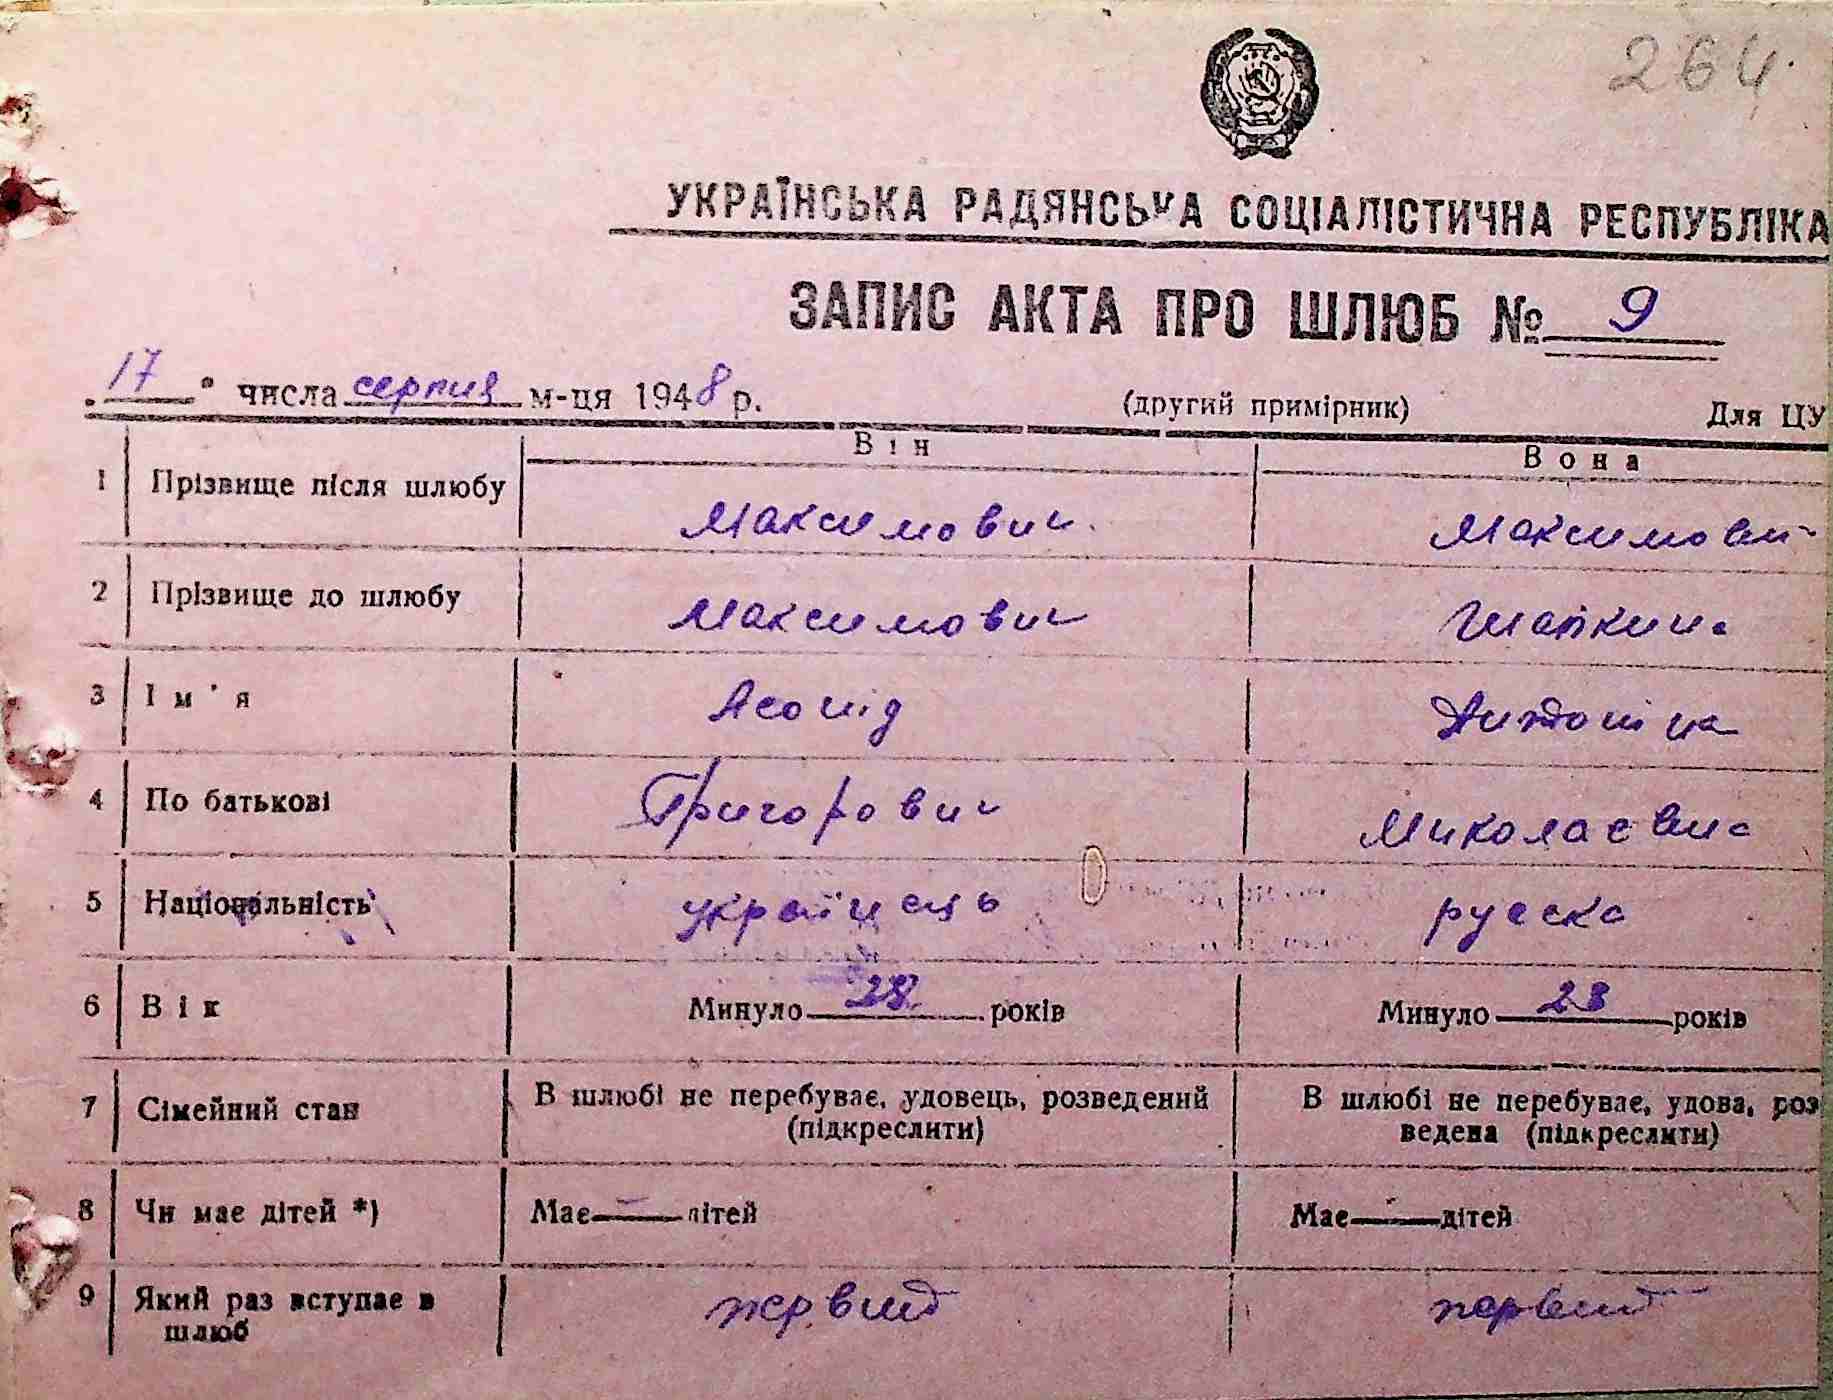 264.
УКРАЇНСЬКА РАДЯНСЬКА СОЦІАЛІСТИЧНА РЕСПУБЛІКА
ЗАПИС АКТА ПРО ШЛЮБ № 9
17 числа серпня м-ця 1948 р. (другий примірник) Для ЦУ
Він Вона
1 Прізвище після шлюбу Максимович Максимович
2 Прізвище до шлюбу Максимович
3 Ім'я Леонід Антоніна
4 По батькові Григорович Миколаєвна
5 Національність українець руська
6 Вік Минуло 28 років Минуло 23 років
7 Сімейний стан В шлюбі не перебуває, удовець, розведений В шлюбі не перебуває, удова, роз
(підкреслити) ведена (підкреслити)
8 Чи має дітей *) Має — дітей Має — дітей
9 Який раз вступає в первий первий
шлюб